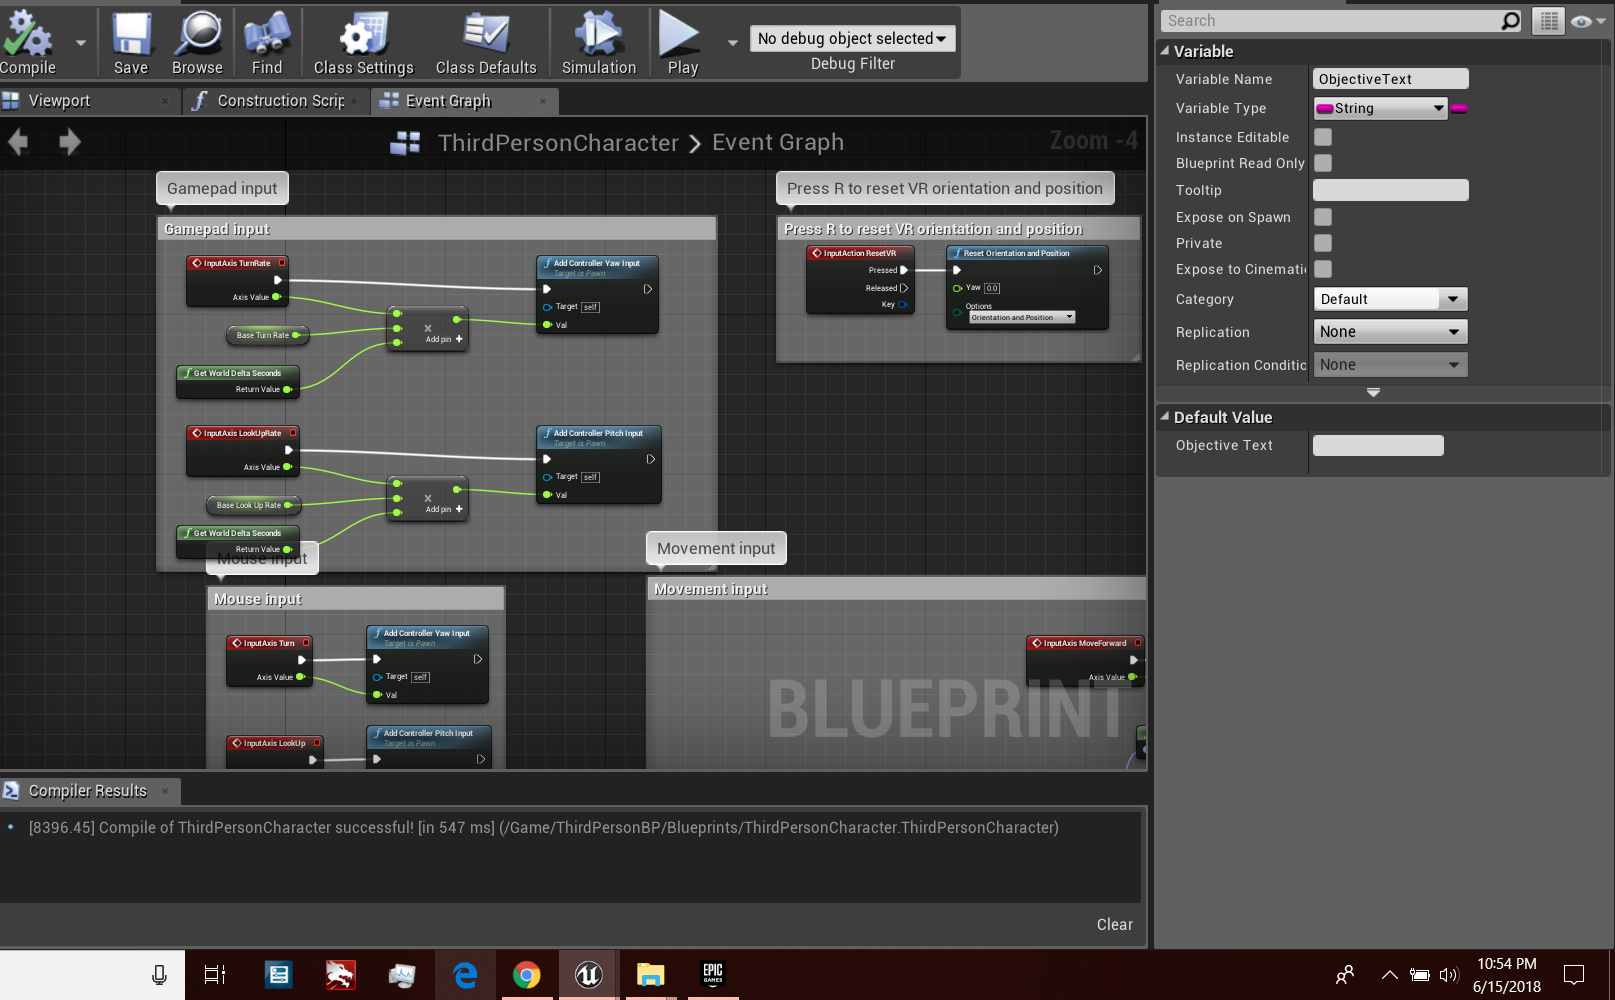 Compile
Save
Browse
Find
Class Settings
Class Defaults
Simulation
Play
No debug object selected
Debug Filter
Viewport
Construction Scrip
Event Graph
ThirdPersonCharacter > Event Graph
Zoom -4
Gamepad input
Gamepad input
InputAxis TurnRate
Axis Value
Base Turn Rate
f Get World Delta Seconds
Return Value
×
Add pin +
f Add Controller Yaw Input
Target is Pawn
Target self
Val
InputAxis LookUpRate
Axis Value
Base Look Up Rate
f Get World Delta Seconds
Return Value
×
Add pin +
f Add Controller Pitch Input
Target is Pawn
Target self
Val
Press R to reset VR orientation and position
Press R to reset VR orientation and position
InputAction ResetVR
Pressed
Released
Key
f Reset Orientation and Position
Yaw 0.0
Options
Orientation and Position
Mouse input
Mouse input
InputAxis Turn
Axis Value
f Add Controller Yaw Input
Target is Pawn
Target self
Val
InputAxis LookUp
f Add Controller Pitch Input
Target is Pawn
Movement input
Movement input
InputAxis MoveForward
Axis Value
BLUEPRINT
Compiler Results
[8396.45] Compile of ThirdPersonCharacter successful! [in 547 ms] (/Game/ThirdPersonBP/Blueprints/ThirdPersonCharacter.ThirdPersonCharacter)
Clear
Search
Variable
Variable Name ObjectiveText
Variable Type String
Instance Editable
Blueprint Read Only
Tooltip
Expose on Spawn
Private
Expose to Cinemati
Category Default
Replication None
Replication Conditio None
Default Value
Objective Text
EPIC
GAMES
10:54 PM
6/15/2018